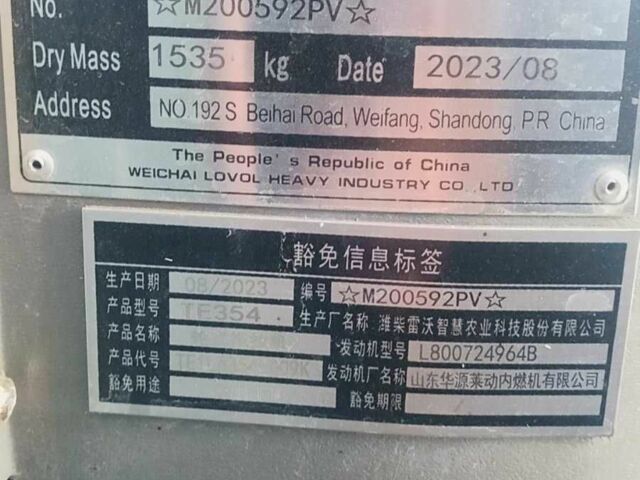 No. ☆M200592PV☆
Dry Mass 1535 kg Date 2023/08
Address NO.192 S Beihai Road, Weifang, Shandong, P.R China
The People's Republic of China
WEICHAI LOVOL HEAVY INDUSTRY CO.,LTD
豁免信息标签
生产日期 08/2023 编号 ☆M200592PV☆
产品型号 TE354 生产厂名称:潍柴雷沃智慧农业科技股份有限公司
产品名称 发动机型号 L800724964B
产品代号 发动机厂名称 山东华源莱动内燃机有限公司
豁免用途 豁免期限 /